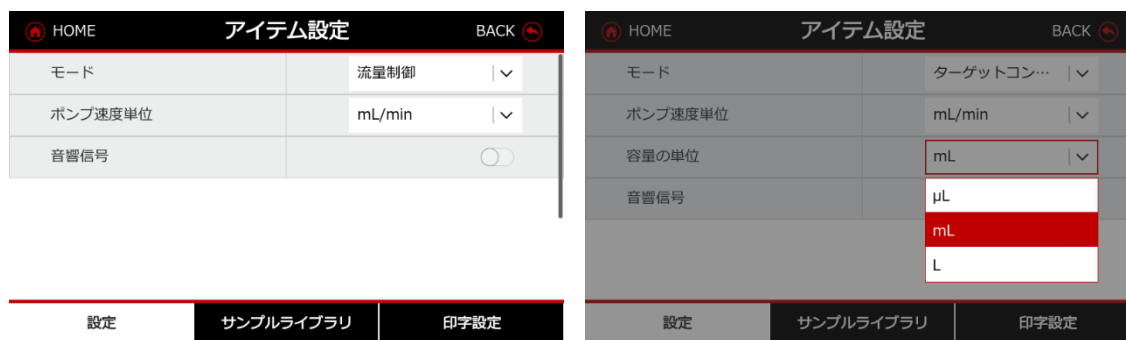 HOME アイテム設定 BACK
モード 流量制御
ポンプ速度単位 mL/min
音響信号
設定 サンプルライブラリ 印字設定
HOME アイテム設定 BACK
モード ターゲットコン…
ポンプ速度単位 mL/min
容量の単位 mL
音響信号
µL
mL
L
設定 サンプルライブラリ 印字設定